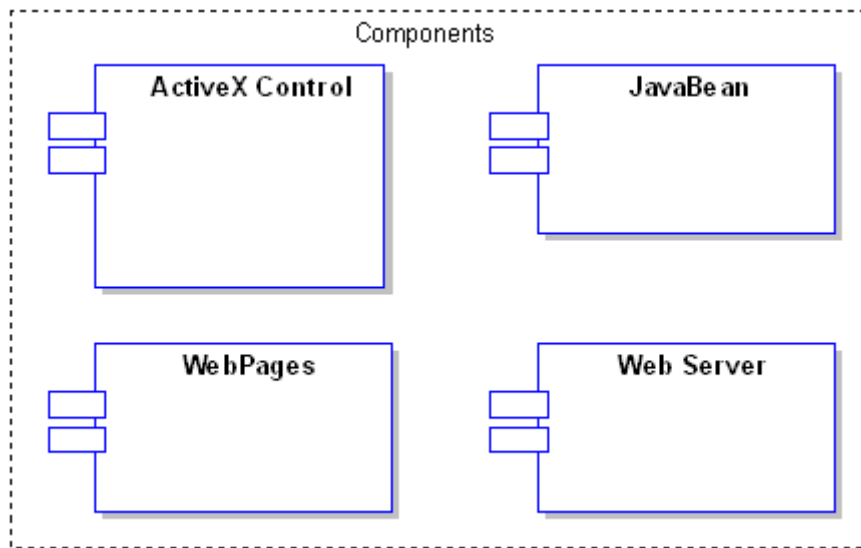 Components
ActiveX Control
JavaBean
WebPages
Web Server